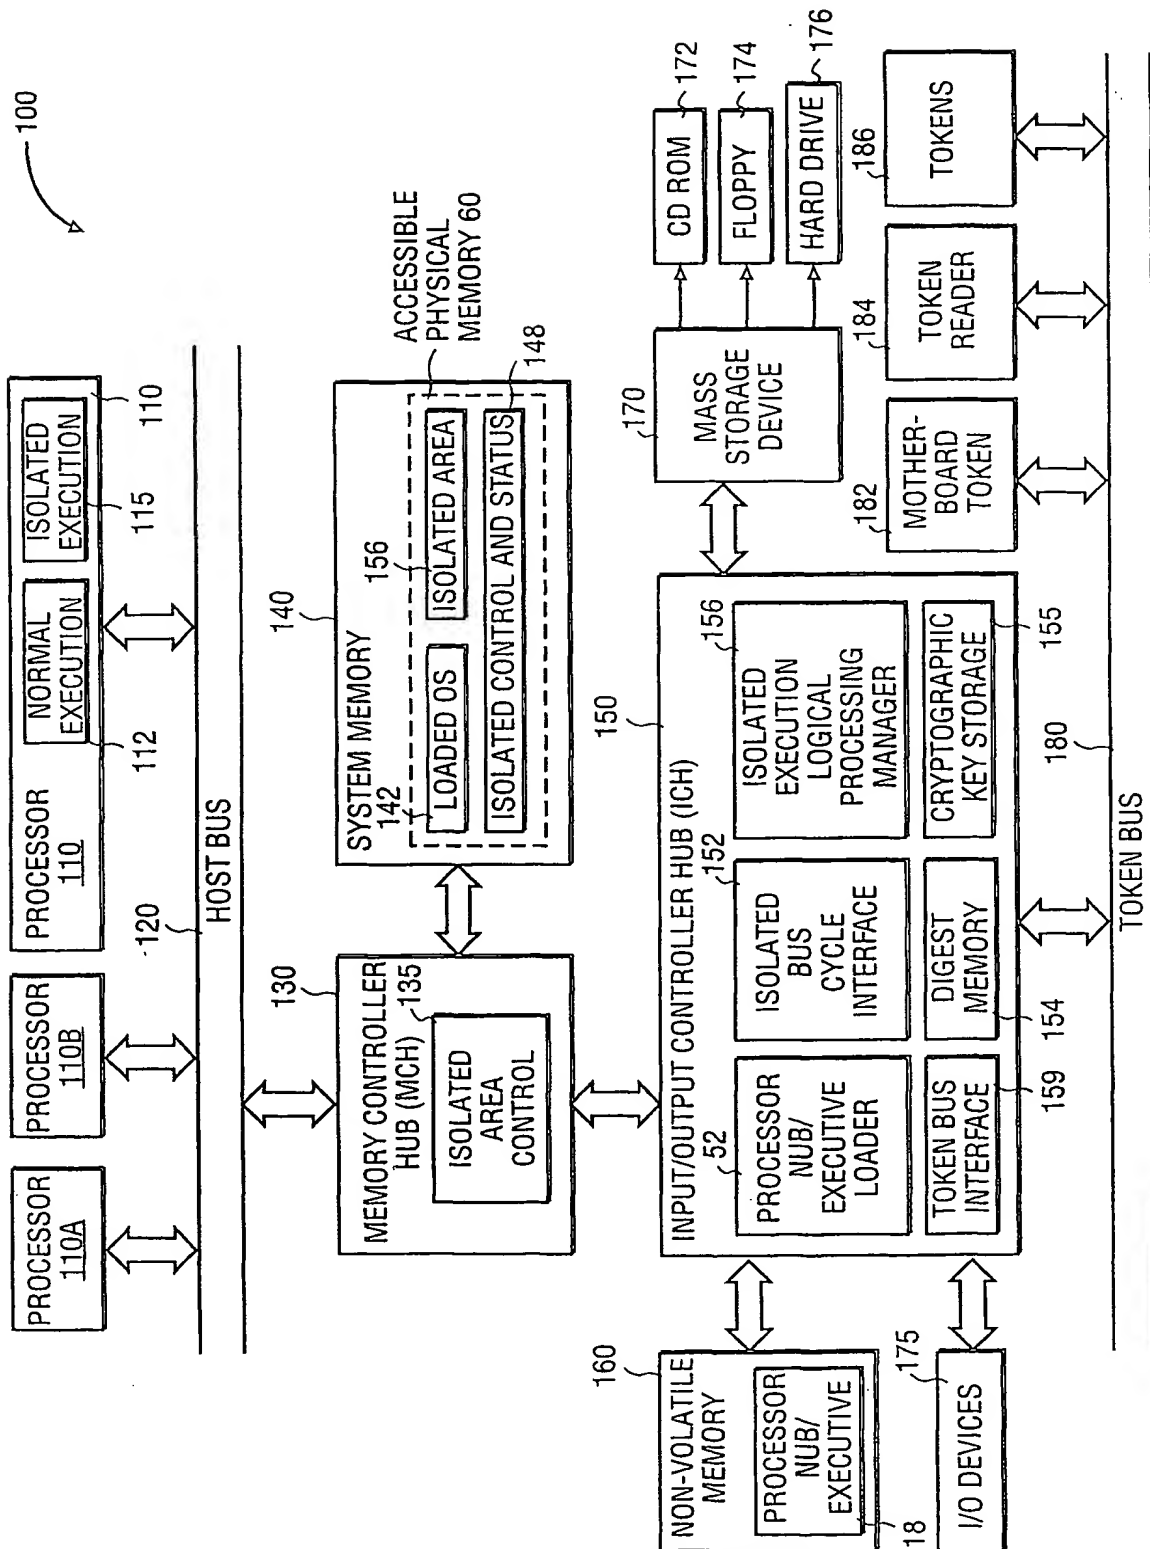 100
PROCESSOR
110A
PROCESSOR
110B
PROCESSOR
110
NORMAL
EXECUTION
112
ISOLATED
EXECUTION
115
110
120
HOST BUS
130
MEMORY CONTROLLER
HUB (MCH)
135
ISOLATED
AREA
CONTROL
140
SYSTEM MEMORY
142
LOADED OS
156
ISOLATED AREA
ISOLATED CONTROL AND STATUS
148
ACCESSIBLE
PHYSICAL
MEMORY 60
160
NON-VOLATILE
MEMORY
PROCESSOR
NUB/
EXECUTIVE
18
175
I/O DEVICES
150
INPUT/OUTPUT CONTROLLER HUB (ICH)
52
PROCESSOR
NUB/
EXECUTIVE
LOADER
152
ISOLATED
BUS
CYCLE
INTERFACE
156
ISOLATED
EXECUTION
LOGICAL
PROCESSING
MANAGER
TOKEN BUS
INTERFACE
159
DIGEST
MEMORY
154
CRYPTOGRAPHIC
KEY STORAGE
155
170
MASS
STORAGE
DEVICE
CD ROM
172
FLOPPY
174
HARD DRIVE
176
182
MOTHER-
BOARD
TOKEN
184
TOKEN
READER
186
TOKENS
180
TOKEN BUS